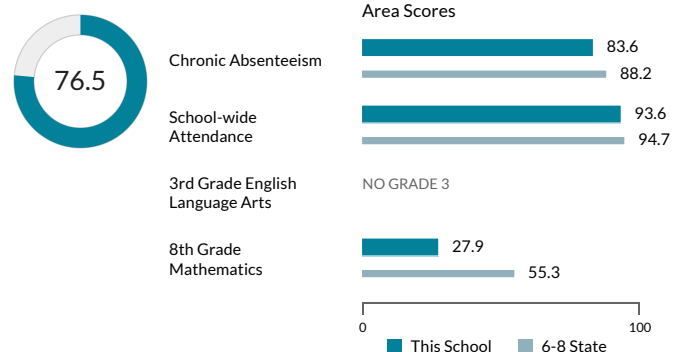 Area Scores
76.5
Chronic Absenteeism
83.6
88.2
School-wide
Attendance
93.6
94.7
3rd Grade English
Language Arts
NO GRADE 3
8th Grade
Mathematics
27.9
55.3
0
100
This School
6-8 State